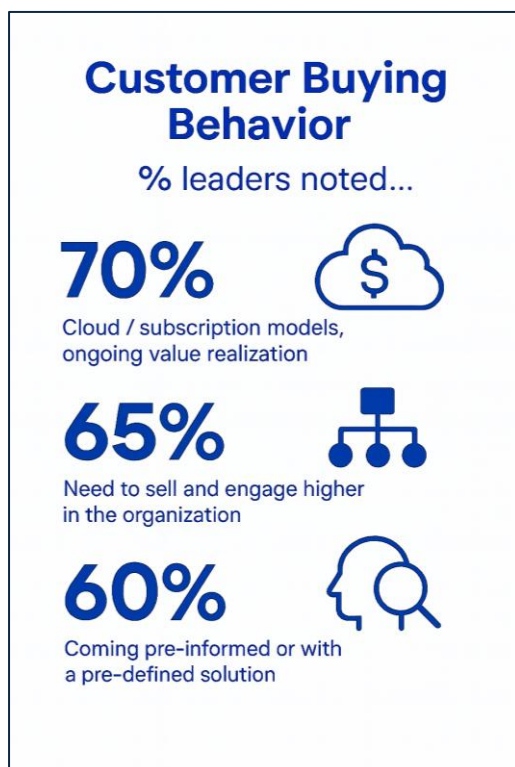 Customer Buying
Behavior
% leaders noted...
70%
$
Cloud / subscription models,
ongoing value realization
65%
Need to sell and engage higher
in the organization
60%
Coming pre-informed or with
a pre-defined solution